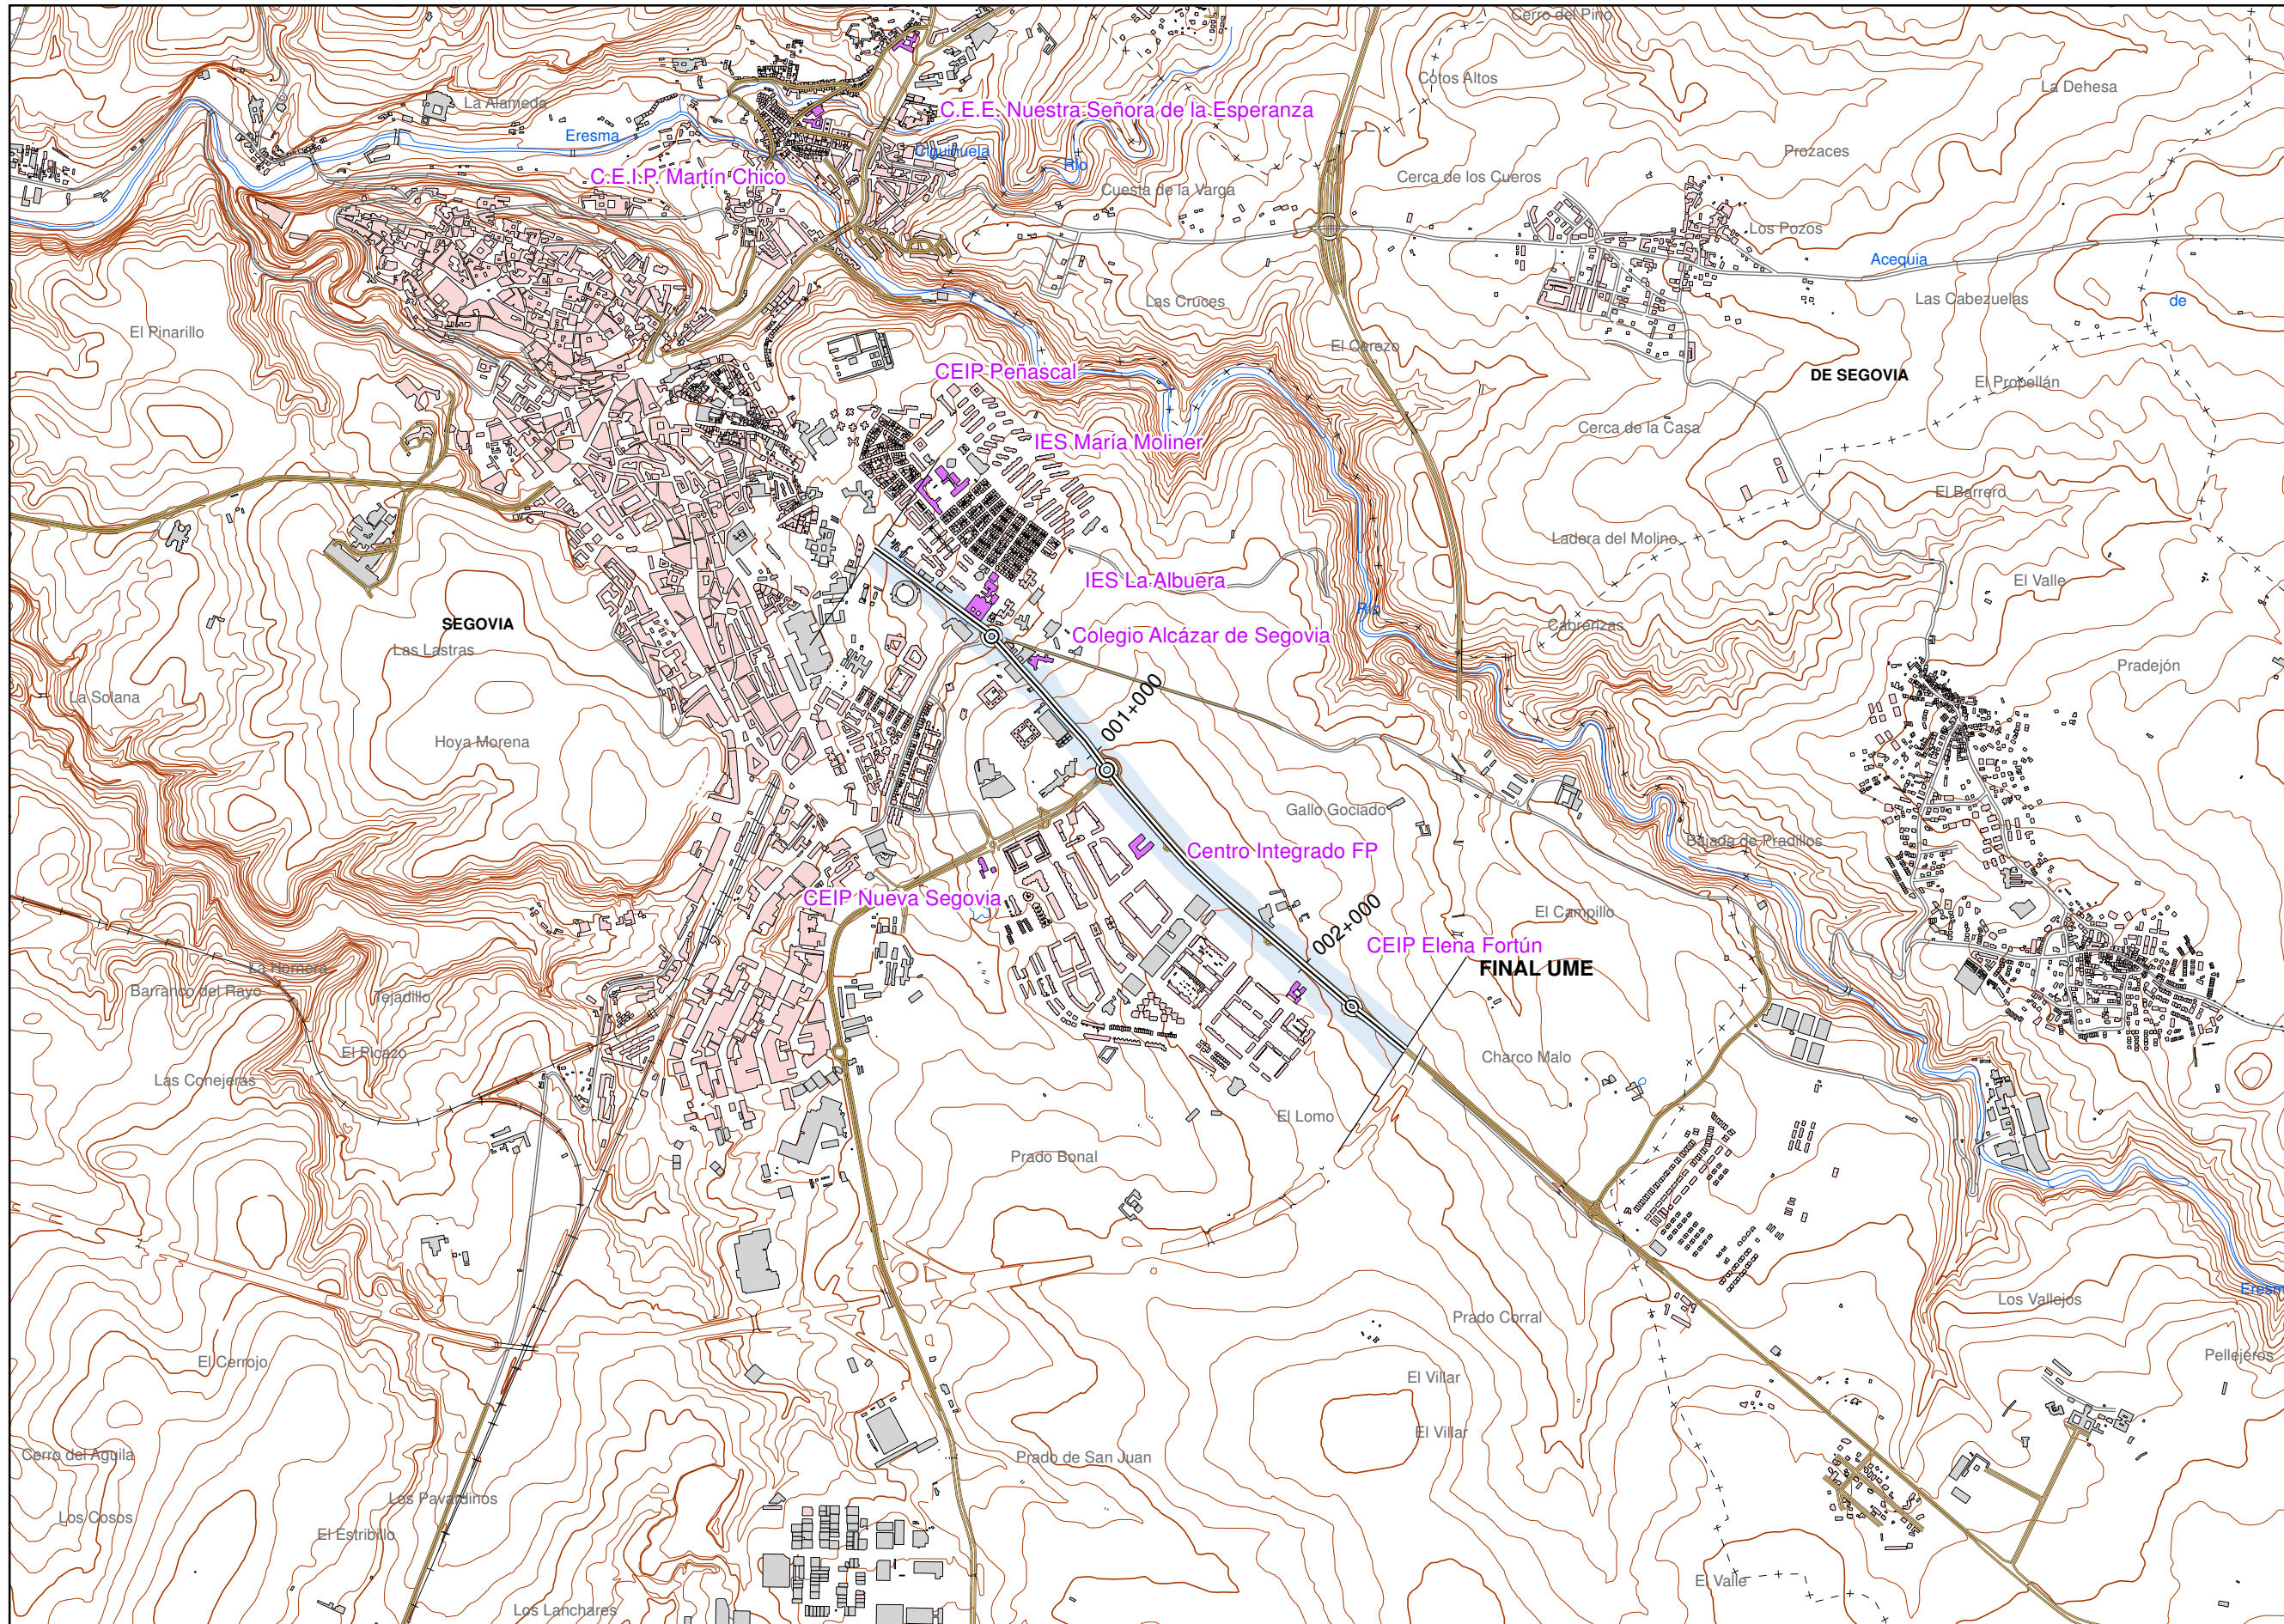 Cerro del Pino
Cotos Altos
La Dehesa
La Alameda
C.E.E. Nuestra Señora de la Esperanza
Eresma
Ciguiñuela
Río
Prozaces
C.E.I.P. Martín Chico
Cuesta de la Varga
Cerca de los Cueros
Los Pozos
Acequia
Las Cruces
Las Cabezuelas
de
El Pinarillo
El Cerezo
CEIP Peñascal
DE SEGOVIA
El Propellán
IES María Moliner
Cerca de la Casa
El Barrero
Ladera del Molino
IES La Albuera
El Valle
Río
SEGOVIA
Colegio Alcázar de Segovia
Cabrerizas
Las Lastras
Pradejón
La Solana
001+000
Hoya Morena
Gallo Gociado
Bajada de Pradillos
Centro Integrado FP
CEIP Nueva Segovia
El Campillo
002+000
CEIP Elena Fortún
FINAL UME
La Hornera
Barranco del Rayo
Tejadillo
El Picazo
Charco Malo
Las Conejeras
El Lomo
Prado Bonal
Eresm
Los Vallejos
Prado Corral
Pellejeros
El Cerrojo
El Villar
El Villar
Cerro del Aguila
Prado de San Juan
Los Pavardinos
Los Cosos
El Estribillo
El Valle
Los Lanchares